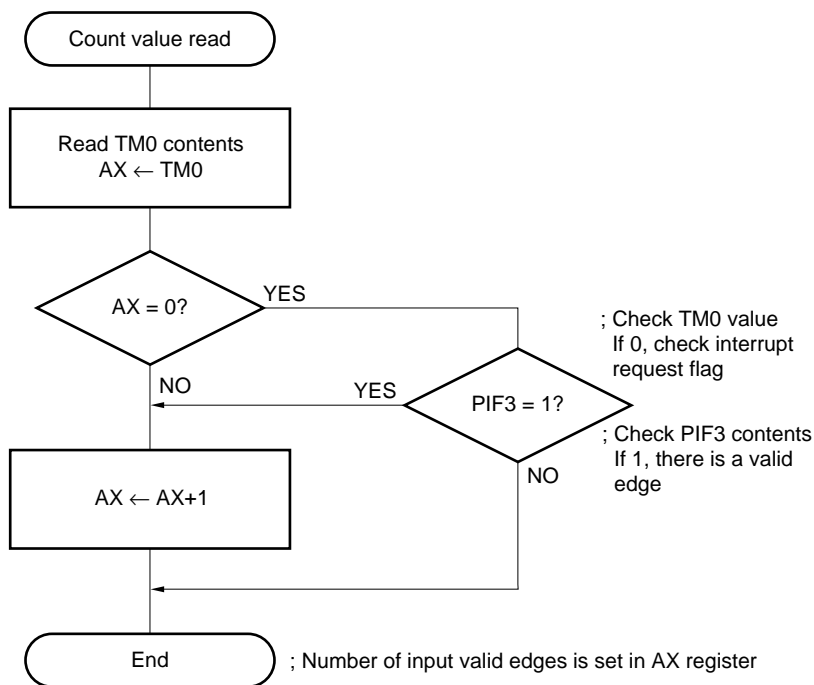 Count value read
Read TM0 contents
AX ← TM0
AX = 0?
YES
; Check TM0 value
If 0, check interrupt
request flag
NO
YES
PIF3 = 1?
; Check PIF3 contents
If 1, there is a valid
edge
NO
AX ← AX+1
End
; Number of input valid edges is set in AX register